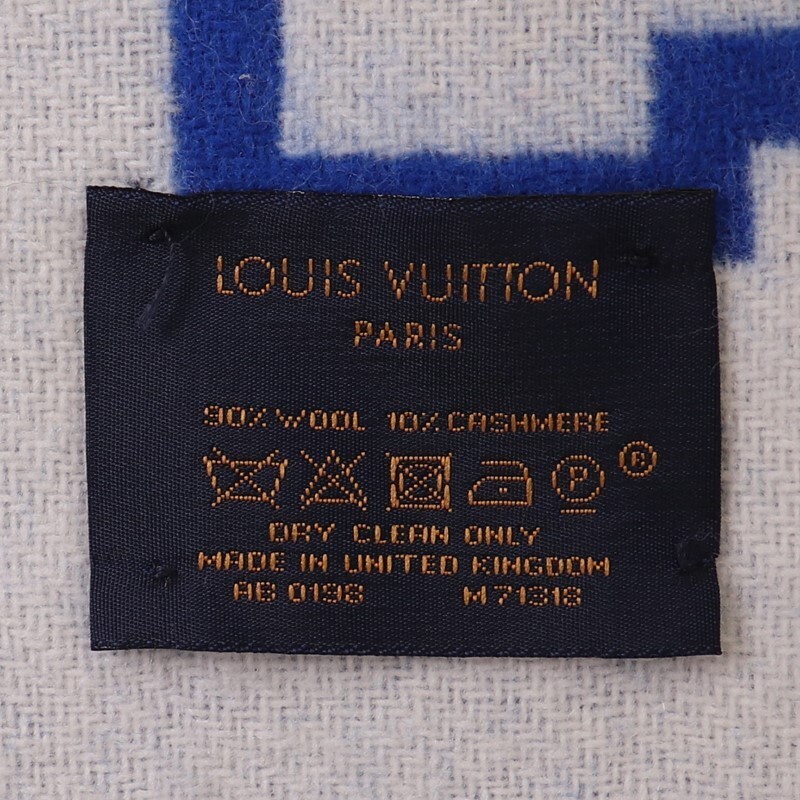 LOUIS VUITTON
PARIS
90% WOOL 10% CASHMERE
P ®
DRY CLEAN ONLY
MADE IN UNITED KINGDOM
AB 0198 M71318